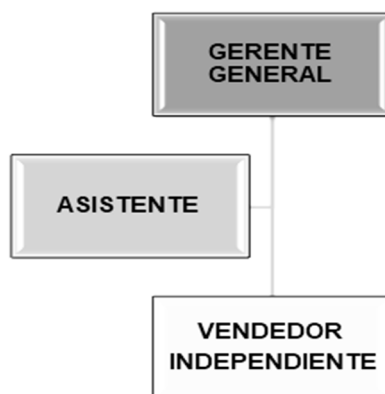 GERENTE
GENERAL
ASISTENTE
VENDEDOR
INDEPENDIENTE